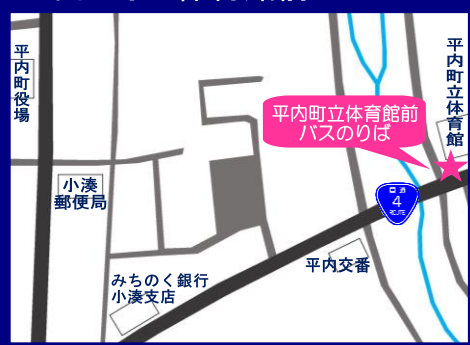 平内町役場
平内町立体育館
平内町立体育館前
バスのりば
小湊
郵便局
国道
4
ROUTE
平内交番
みちのく銀行
小湊支店